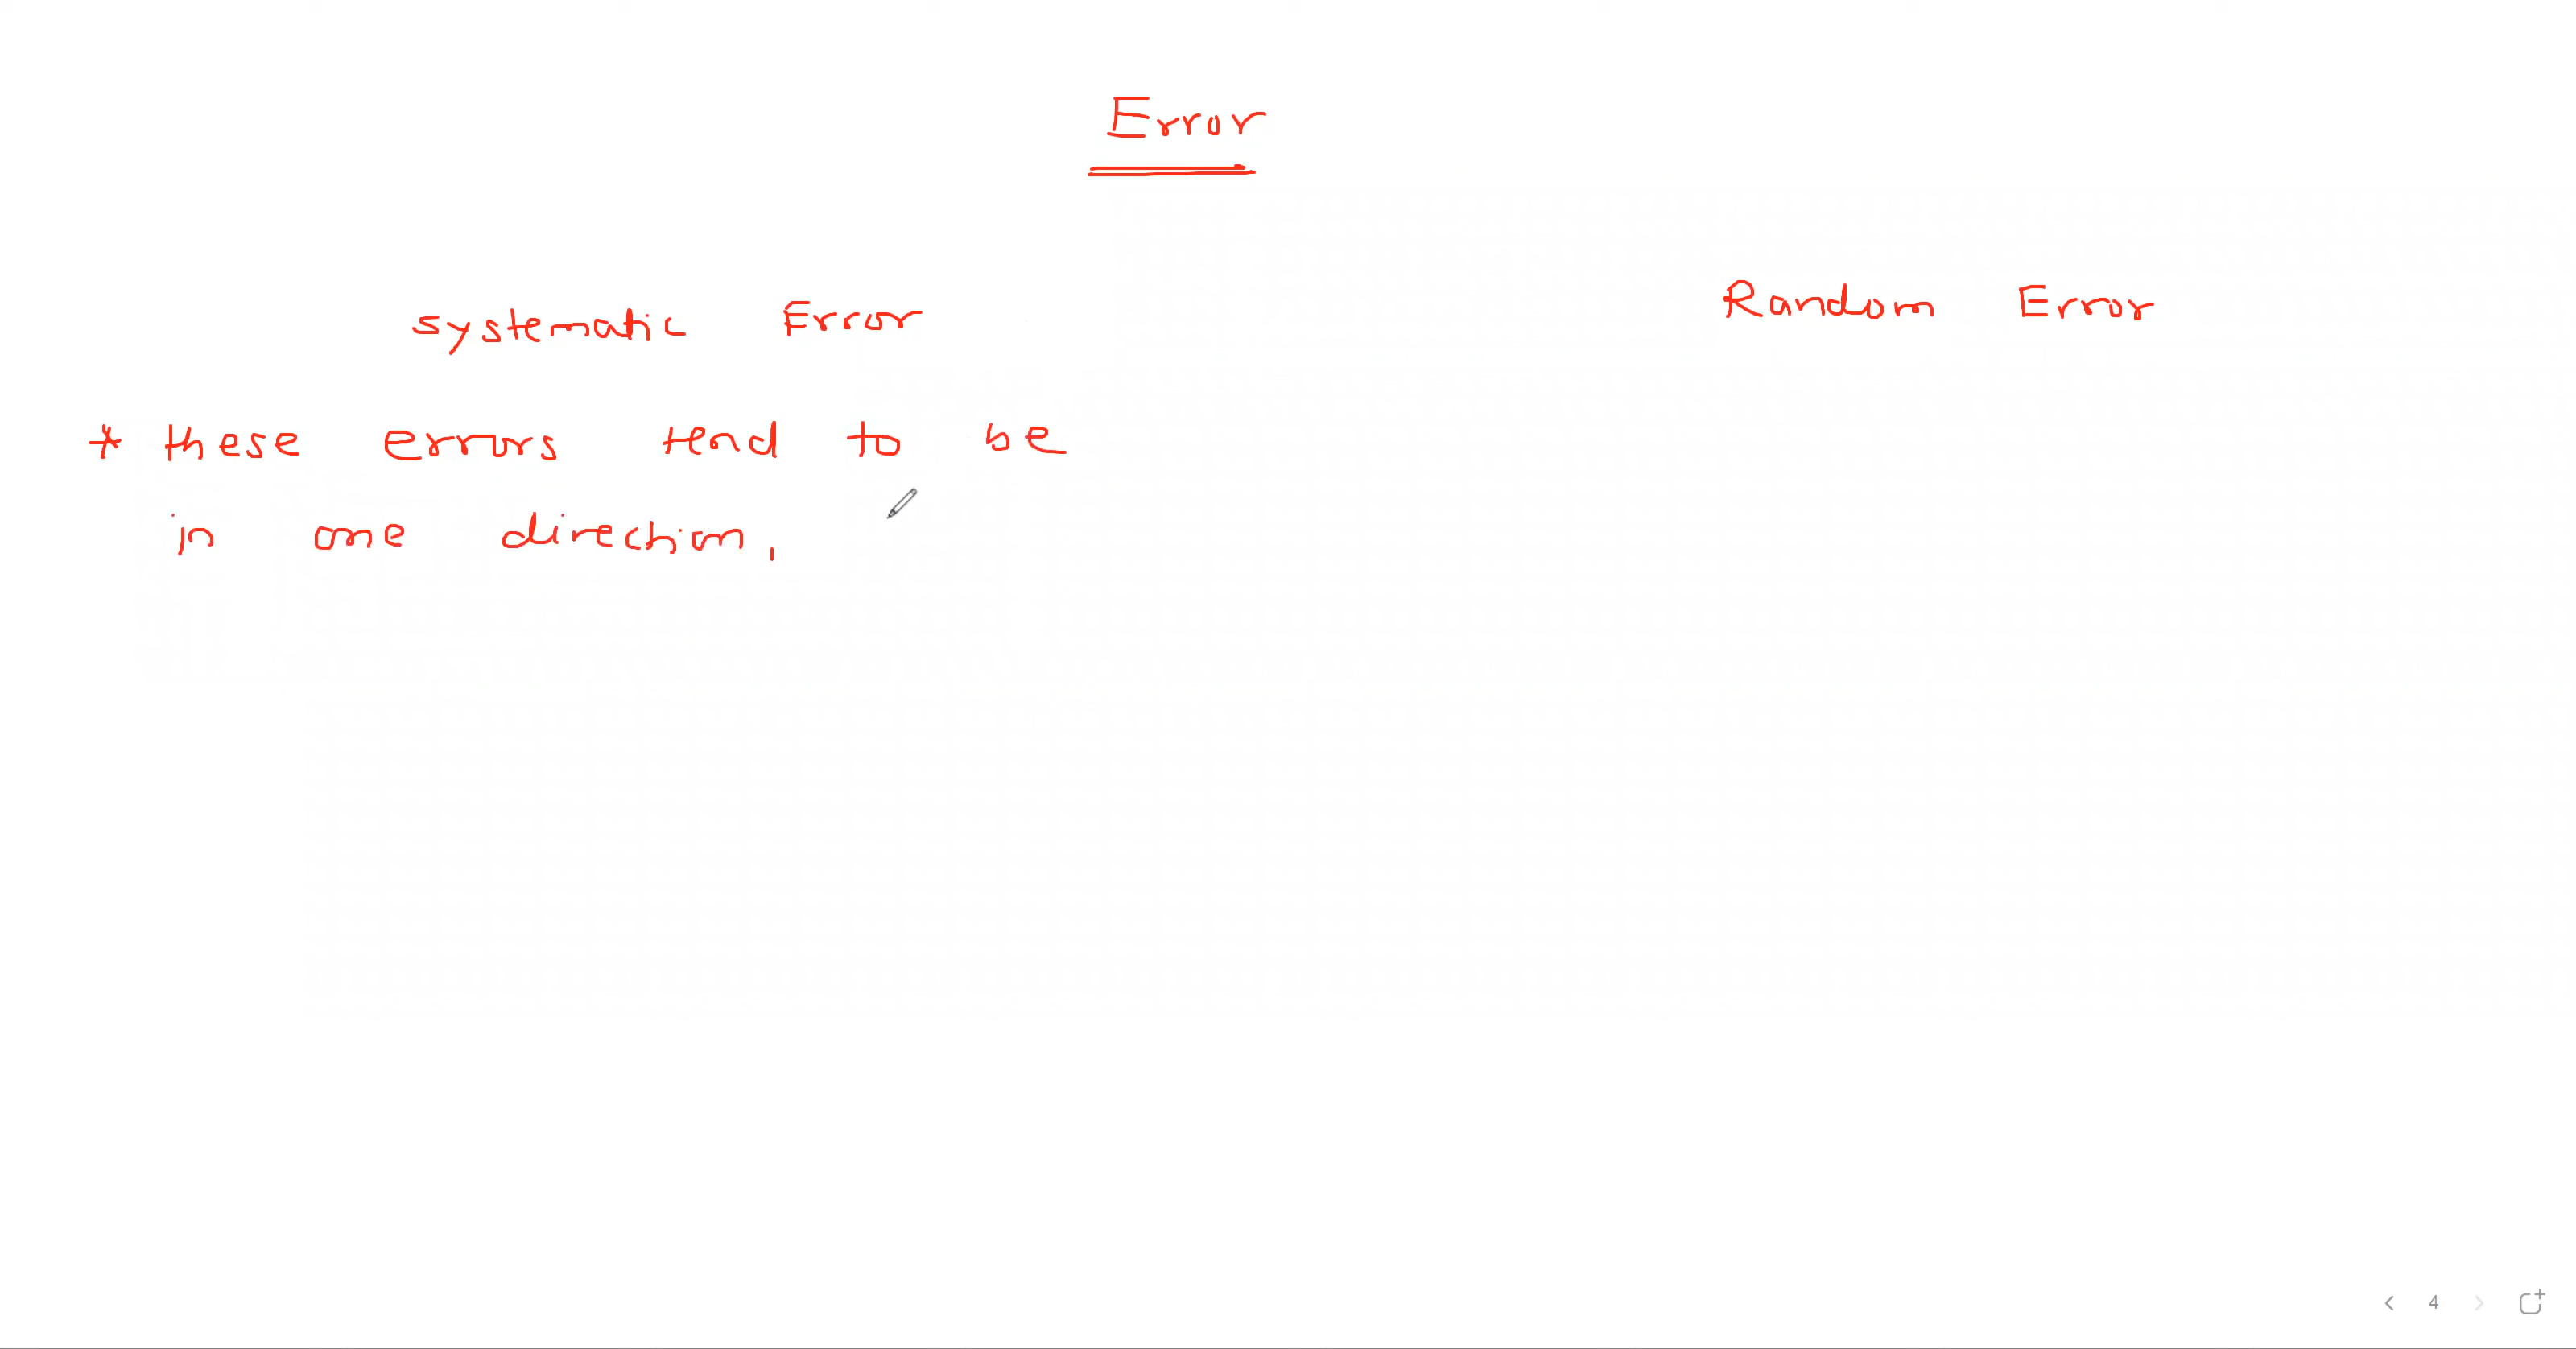 Error
systematic Error
Random Error
* these errors tend to be
in one direction,
4